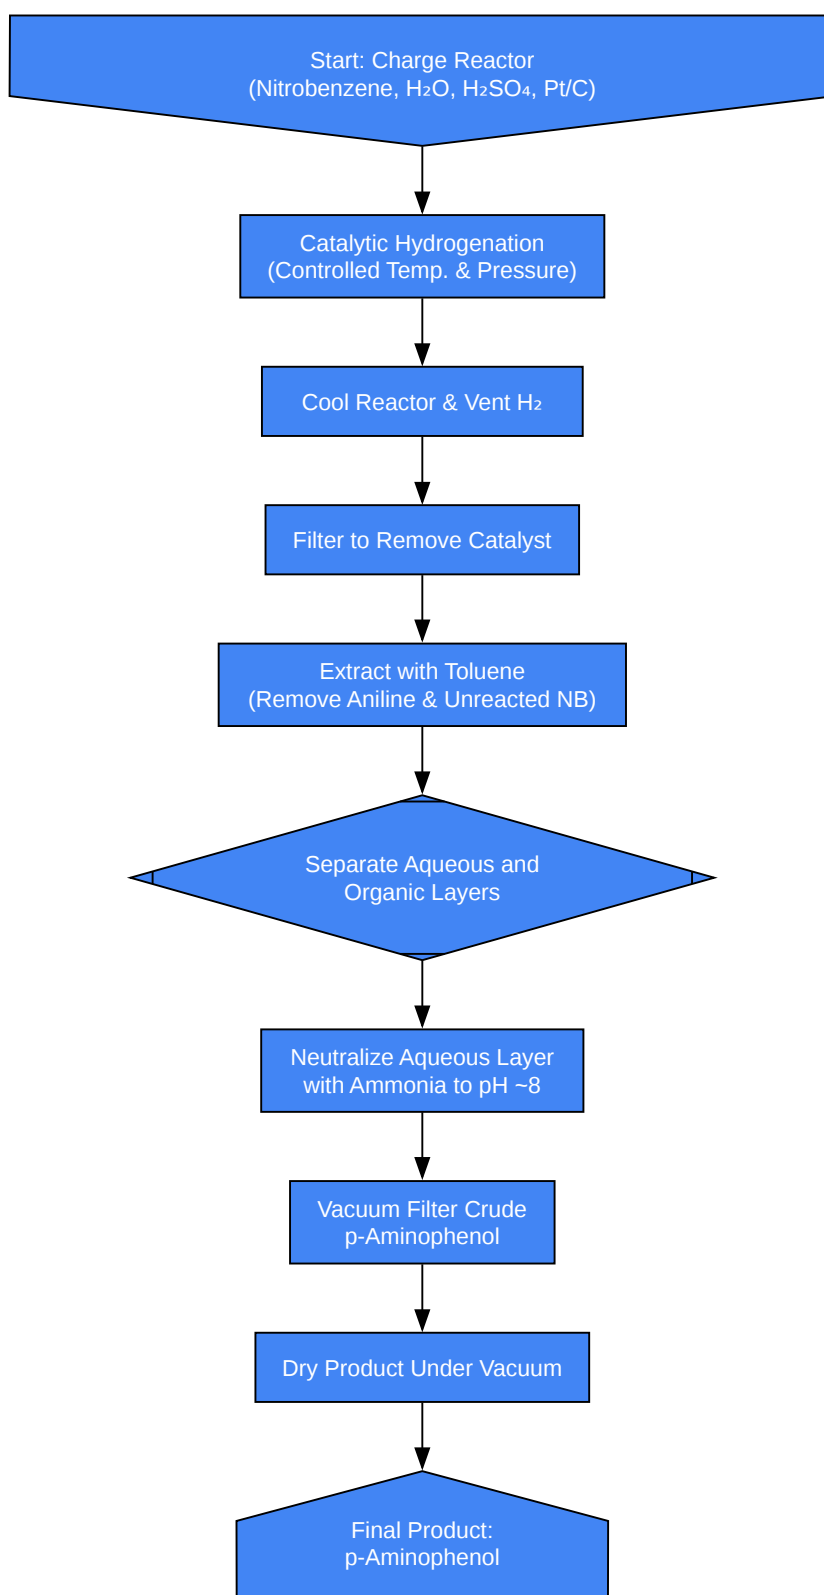 Start: Charge Reactor
(Nitrobenzene, H₂O, H₂SO₄, Pt/C)
Catalytic Hydrogenation
(Controlled Temp. & Pressure)
Cool Reactor & Vent H₂
Filter to Remove Catalyst
Extract with Toluene
(Remove Aniline & Unreacted NB)
Separate Aqueous and
Organic Layers
Neutralize Aqueous Layer
with Ammonia to pH ~8
Vacuum Filter Crude
p-Aminophenol
Dry Product Under Vacuum
Final Product:
p-Aminophenol